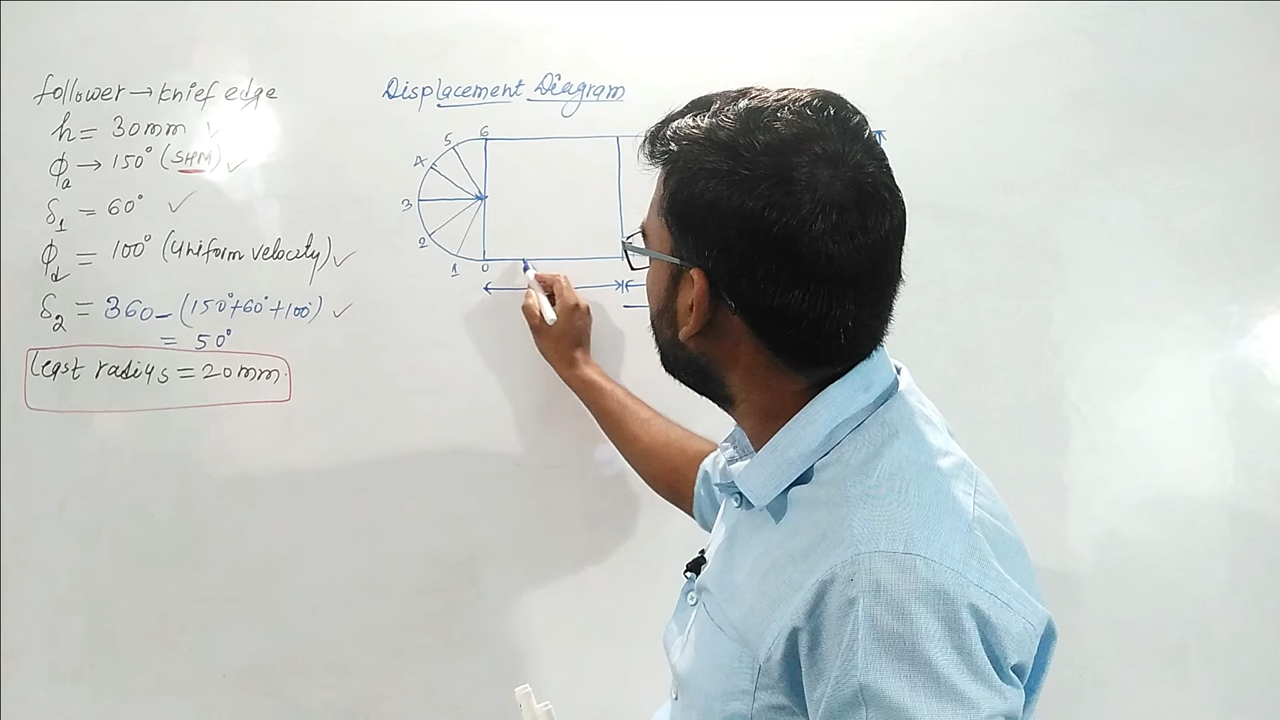 follower → Knief edge
h = 30mm ✓
φa → 150° (SHM) ✓
δ1 = 60° ✓
φd = 100° (Uniform velocity) ✓
δ2 = 360 - (150°+60°+100°) ✓
= 50°
Least radius = 20mm.
Displacement Diagram
6
5
4
3
2
1
0